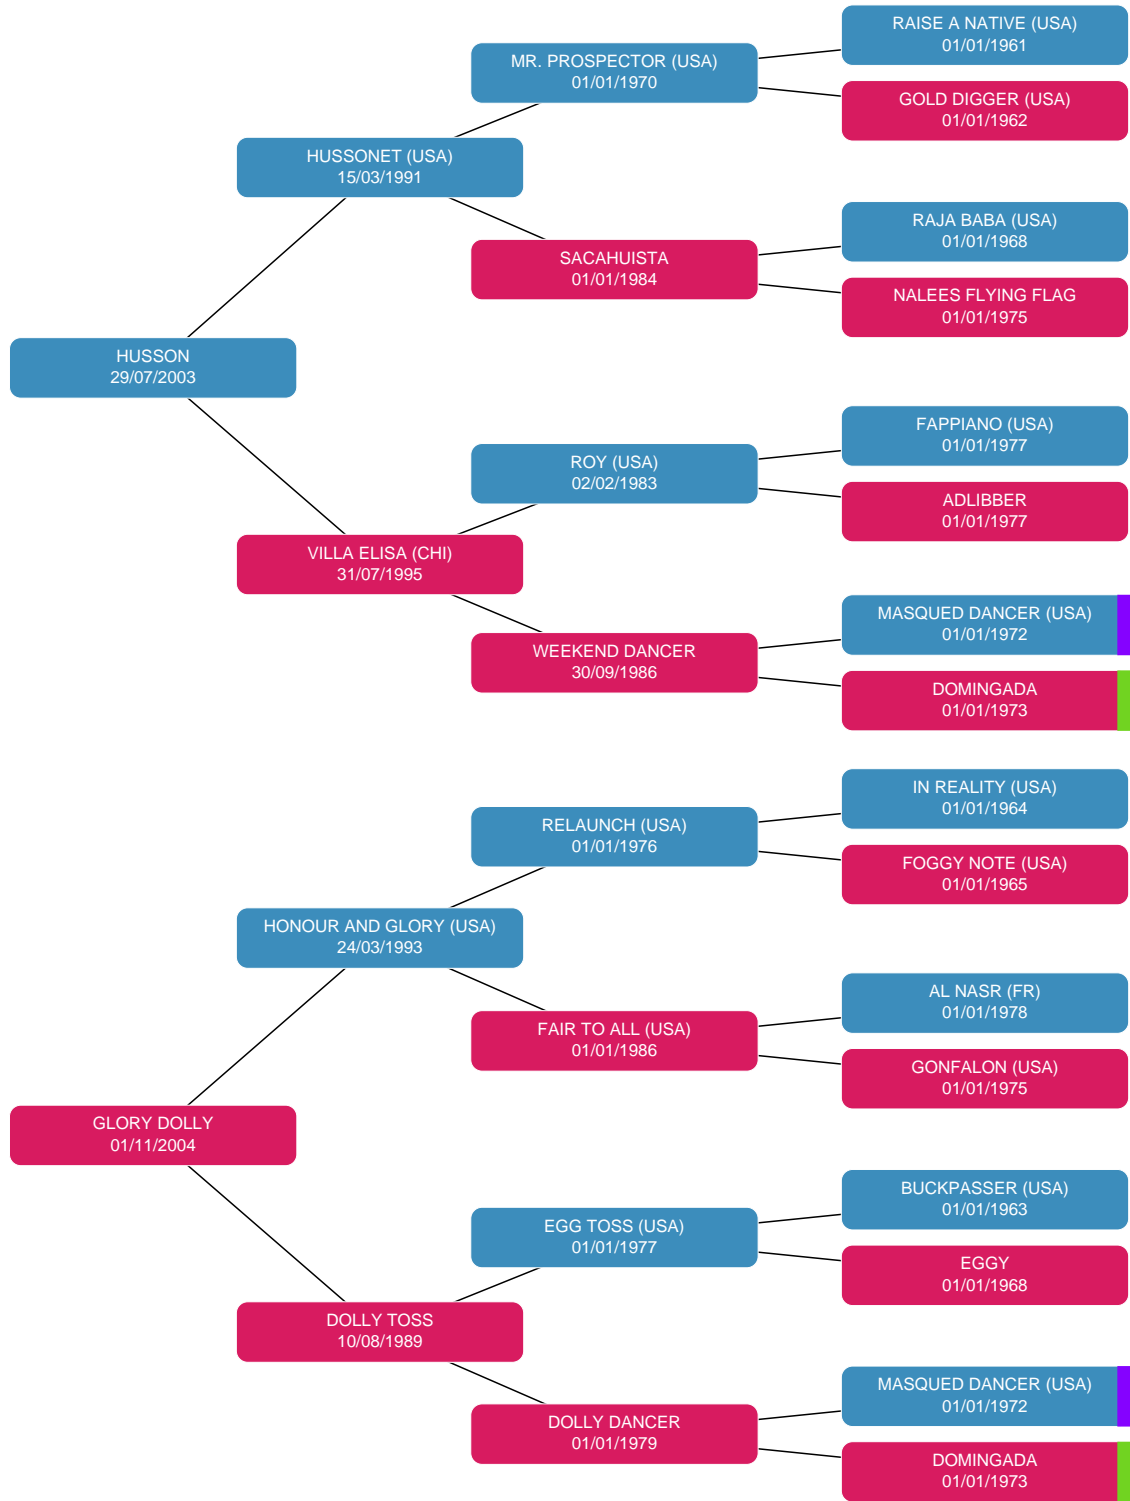 RAISE A NATIVE (USA)
01/01/1961
MR. PROSPECTOR (USA)
01/01/1970
GOLD DIGGER (USA)
01/01/1962
HUSSONET (USA)
15/03/1991
RAJA BABA (USA)
01/01/1968
SACAHUISTA
01/01/1984
NALEES FLYING FLAG
01/01/1975
HUSSON
29/07/2003
FAPPIANO (USA)
01/01/1977
ROY (USA)
02/02/1983
ADLIBBER
01/01/1977
VILLA ELISA (CHI)
31/07/1995
MASQUED DANCER (USA)
01/01/1972
WEEKEND DANCER
30/09/1986
DOMINGADA
01/01/1973
IN REALITY (USA)
01/01/1964
RELAUNCH (USA)
01/01/1976
FOGGY NOTE (USA)
01/01/1965
HONOUR AND GLORY (USA)
24/03/1993
AL NASR (FR)
01/01/1978
FAIR TO ALL (USA)
01/01/1986
GONFALON (USA)
01/01/1975
GLORY DOLLY
01/11/2004
BUCKPASSER (USA)
01/01/1963
EGG TOSS (USA)
01/01/1977
EGGY
01/01/1968
DOLLY TOSS
10/08/1989
MASQUED DANCER (USA)
01/01/1972
DOLLY DANCER
01/01/1979
DOMINGADA
01/01/1973